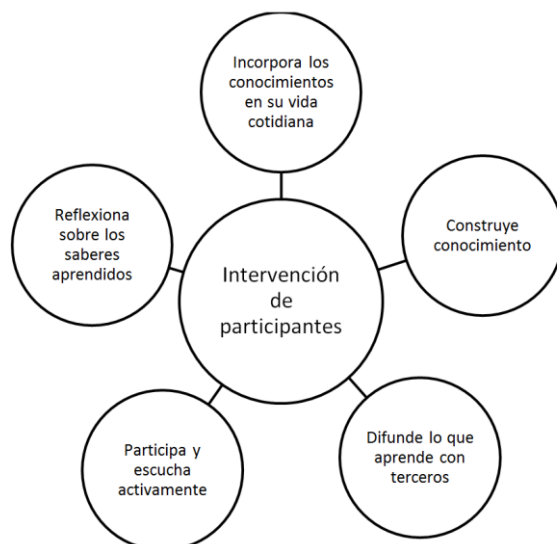 Incorpora los
conocimientos
en su vida
cotidiana
Construye
conocimiento
Difunde lo que
aprende con
terceros
Participa y
escucha
activamente
Reflexiona
sobre los
saberes
aprendidos
Intervención
de
participantes